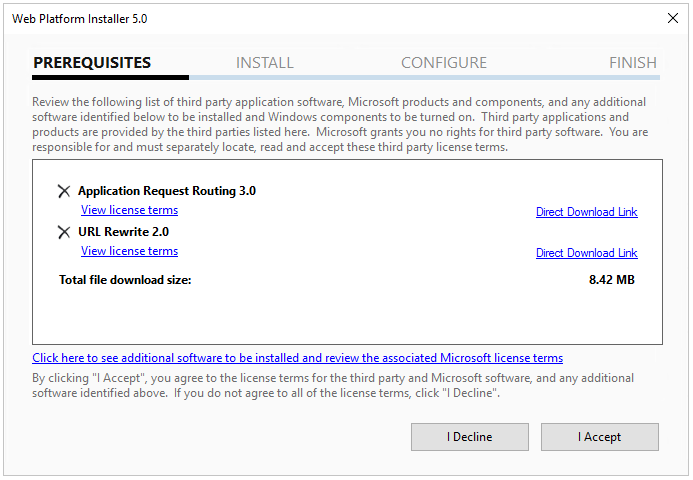 Web Platform Installer 5.0
PREREQUISITES INSTALL CONFIGURE FINISH
Review the following list of third party application software, Microsoft products and components, and any additional
software identified below to be installed and Windows components to be turned on. Third party applications and
products are provided by the third parties listed here. Microsoft grants you no rights for third party software. You are
responsible for and must separately locate, read and accept these third party license terms.
Application Request Routing 3.0
View license terms Direct Download Link
URL Rewrite 2.0
View license terms Direct Download Link
Total file download size: 8.42 MB
Click here to see additional software to be installed and review the associated Microsoft license terms
By clicking "I Accept", you agree to the license terms for the third party and Microsoft software, and any additional
software identified above. If you do not agree to all of the license terms, click "I Decline".
I Decline I Accept